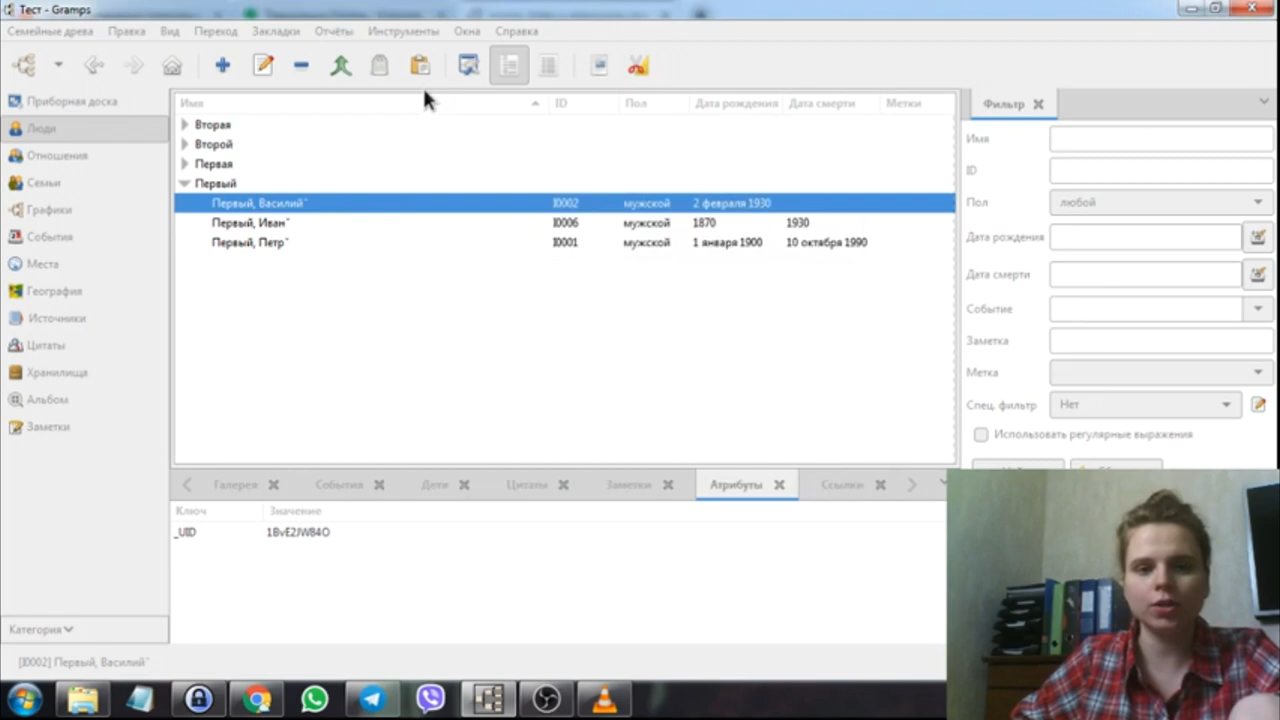 Тест - Gramps
Семейные древа Правка Вид Переход Закладки Отчёты Инструменты Окна Справка
Приборная доска
Люди
Отношения
Семьи
Графики
События
Места
География
Источники
Цитаты
Хранилища
Альбом
Заметки
Категория
Имя ID Пол Дата рождения Дата смерти Метки
Вторая
Второй
Первая
Первый
Первый, Василий I0002 мужской 2 февраля 1930
Первый, Иван I0006 мужской 1870 1930
Первый, Петр I0001 мужской 1 января 1900 10 октября 1990
Фильтр
Имя
ID
Пол любой
Дата рождения
Дата смерти
Событие
Заметка
Метка
Спец. фильтр Нет
Использовать регулярные выражения
Галерея События Дети Цитаты Заметки Атрибуты Ссылки
Ключ Значение
_UID 1BvE2JW84O
[I0002] Первый, Василий